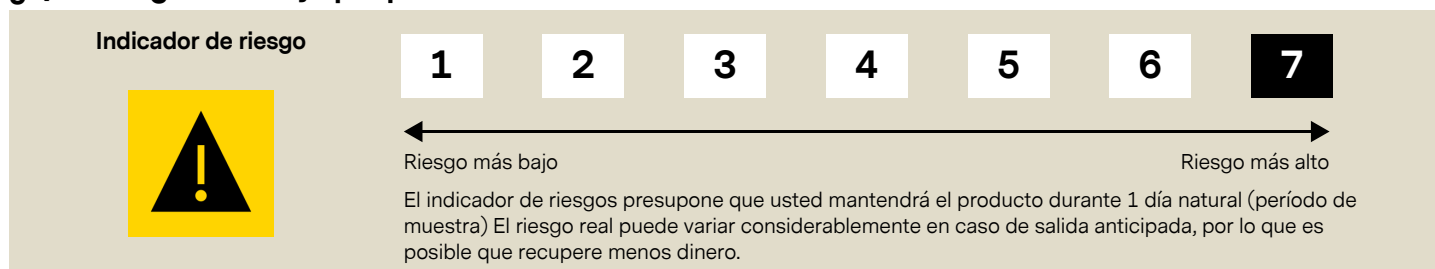 Indicador de riesgo
1 2 3 4 5 6 7
Riesgo más bajo Riesgo más alto
El indicador de riesgos presupone que usted mantendrá el producto durante 1 día natural (período de
muestra) El riesgo real puede variar considerablemente en caso de salida anticipada, por lo que es
posible que recupere menos dinero.